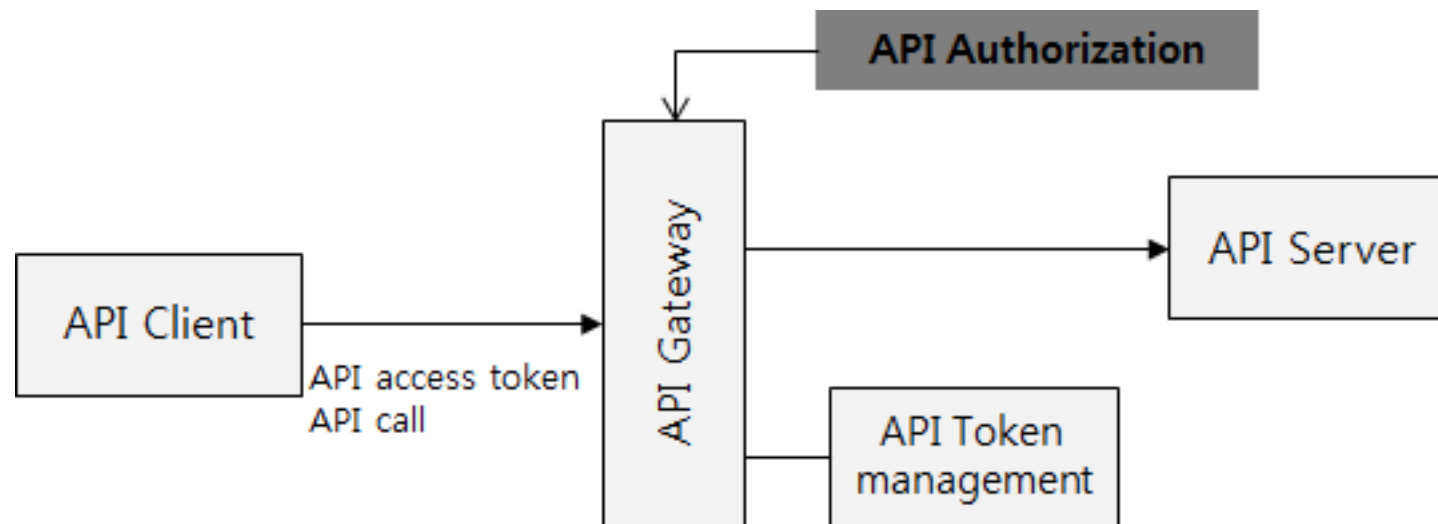 API Authorization
API Server
API Client
API access token
API call
API Gateway
API Token
management